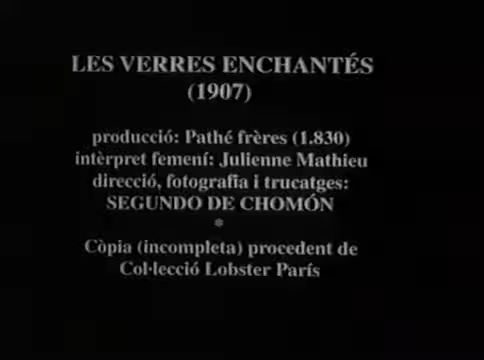 LES VERRES ENCHANTÉS
(1907)
producció: Pathé frères (1.830)
intèrpret femení: Julienne Mathieu
direcció, fotografia i trucatges:
SEGUNDO DE CHOMÓN
*
Còpia (incompleta) procedent de
Col·lecció Lobster París